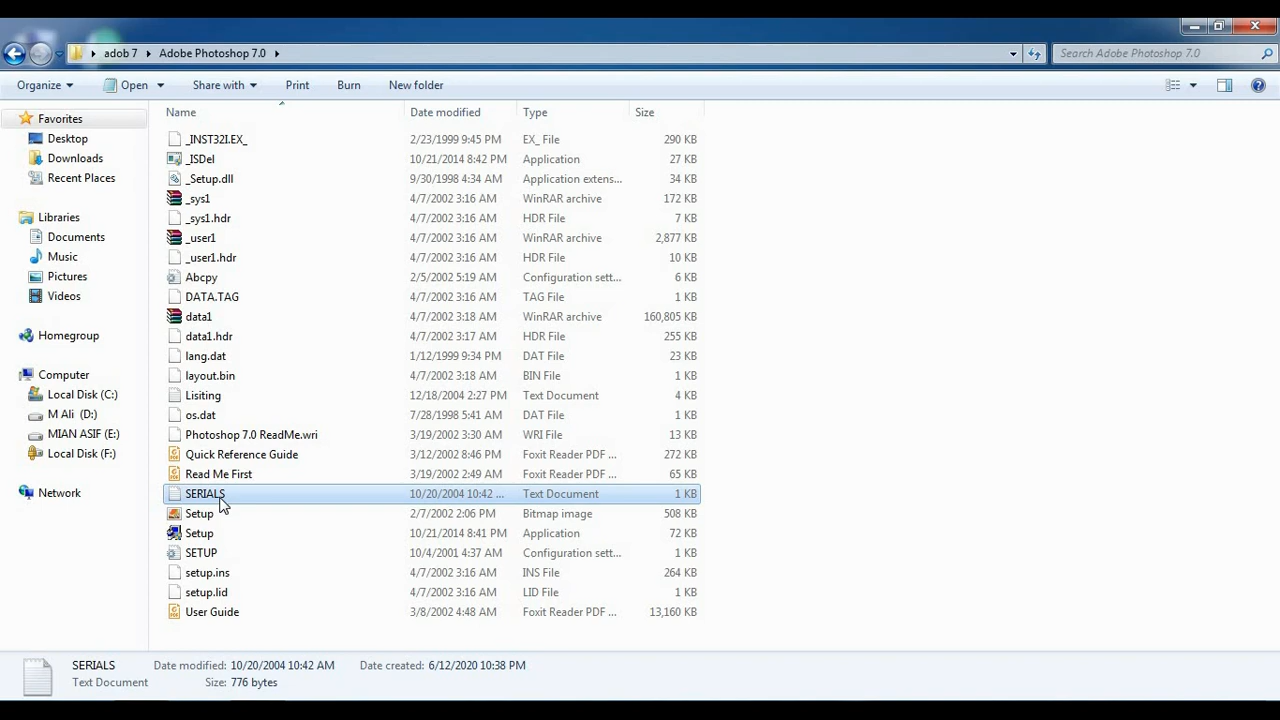 adob 7 Adobe Photoshop 7.0 Search Adobe Photoshop 7.0
Organize Open Share with Print Burn New folder
Favorites
Desktop
Downloads
Recent Places
Libraries
Documents
Music
Pictures
Videos
Homegroup
Computer
Local Disk (C:)
M Ali (D:)
MIAN ASIF (E:)
Local Disk (F:)
Network
Name Date modified Type Size
_INST32I.EX_ 2/23/1999 9:45 PM EX_ File 290 KB
_ISDel 10/21/2014 8:42 PM Application 27 KB
_Setup.dll 9/30/1998 4:34 AM Application extens... 34 KB
_sys1 4/7/2002 3:16 AM WinRAR archive 172 KB
_sys1.hdr 4/7/2002 3:16 AM HDR File 7 KB
_user1 4/7/2002 3:16 AM WinRAR archive 2,877 KB
_user1.hdr 4/7/2002 3:16 AM HDR File 10 KB
Abcpy 2/5/2002 5:19 AM Configuration sett... 6 KB
DATA.TAG 4/7/2002 3:16 AM TAG File 1 KB
data1 4/7/2002 3:18 AM WinRAR archive 160,805 KB
data1.hdr 4/7/2002 3:17 AM HDR File 255 KB
lang.dat 1/12/1999 9:34 PM DAT File 23 KB
layout.bin 4/7/2002 3:18 AM BIN File 1 KB
Lisiting 12/18/2004 2:27 PM Text Document 4 KB
os.dat 7/28/1998 5:41 AM DAT File 1 KB
Photoshop 7.0 ReadMe.wri 3/19/2002 3:30 AM WRI File 13 KB
Quick Reference Guide 3/12/2002 8:46 PM Foxit Reader PDF ... 272 KB
Read Me First 3/19/2002 2:49 AM Foxit Reader PDF ... 65 KB
SERIALS 10/20/2004 10:42 ... Text Document 1 KB
Setup 2/7/2002 2:06 PM Bitmap image 508 KB
Setup 10/21/2014 8:41 PM Application 72 KB
SETUP 10/4/2001 4:37 AM Configuration sett... 1 KB
setup.ins 4/7/2002 3:16 AM INS File 264 KB
setup.lid 4/7/2002 3:16 AM LID File 1 KB
User Guide 3/8/2002 4:48 AM Foxit Reader PDF ... 13,160 KB
SERIALS Date modified: 10/20/2004 10:42 AM Date created: 6/12/2020 10:38 PM
Text Document Size: 776 bytes